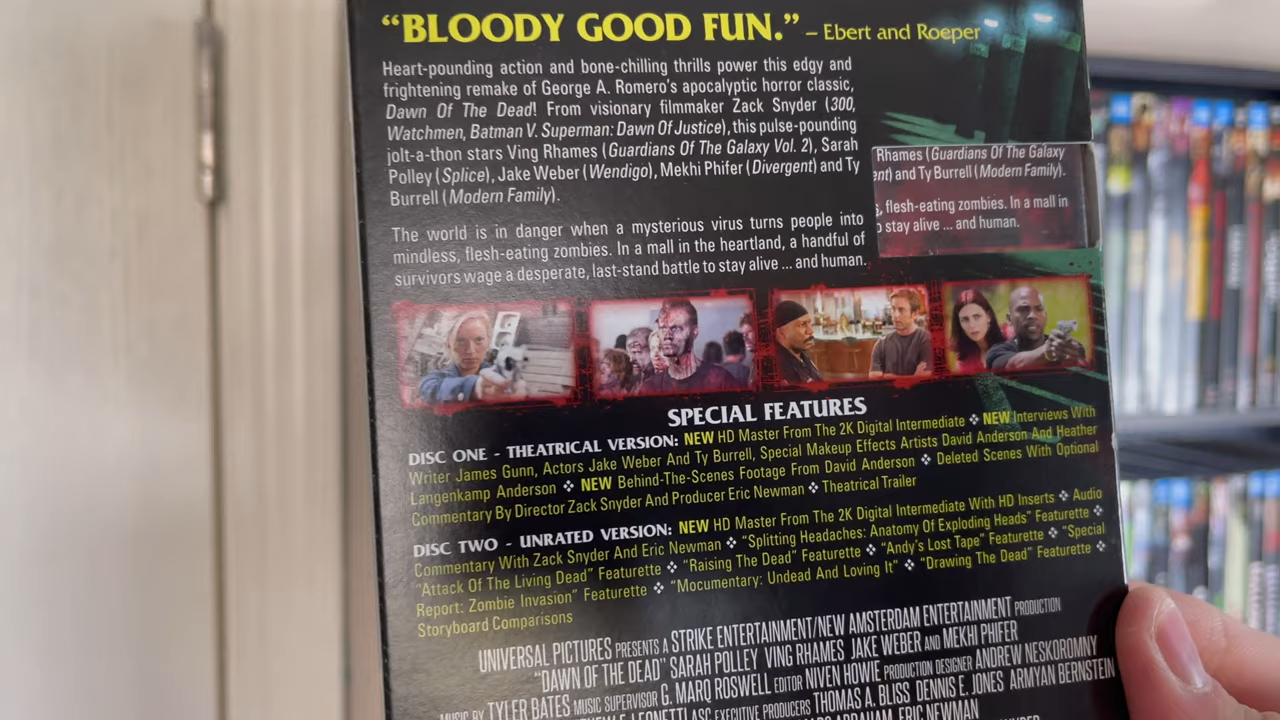 “BLOODY GOOD FUN.” – Ebert and Roeper
Heart-pounding action and bone-chilling thrills power this edgy and
frightening remake of George A. Romero's apocalyptic horror classic,
Dawn Of The Dead! From visionary filmmaker Zack Snyder (300,
Watchmen, Batman V. Superman: Dawn Of Justice), this pulse-pounding
jolt-a-thon stars Ving Rhames (Guardians Of The Galaxy Vol. 2), Sarah
Polley (Splice), Jake Weber (Wendigo), Mekhi Phifer (Divergent) and Ty
Burrell (Modern Family).
The world is in danger when a mysterious virus turns people into
mindless, flesh-eating zombies. In a mall in the heartland, a handful of
survivors wage a desperate, last-stand battle to stay alive ... and human.
Rhames (Guardians Of The Galaxy
ent) and Ty Burrell (Modern Family).
s, flesh-eating zombies. In a mall in
o stay alive ... and human.
SPECIAL FEATURES
DISC ONE - THEATRICAL VERSION: NEW HD Master From The 2K Digital Intermediate ❖ NEW Interviews With
Writer James Gunn, Actors Jake Weber And Ty Burrell, Special Makeup Effects Artists David Anderson And Heather
Langenkamp Anderson ❖ NEW Behind-The-Scenes Footage From David Anderson ❖ Deleted Scenes With Optional
Commentary By Director Zack Snyder And Producer Eric Newman ❖ Theatrical Trailer
DISC TWO - UNRATED VERSION: NEW HD Master From The 2K Digital Intermediate With HD Inserts ❖ Audio
Commentary With Zack Snyder And Eric Newman ❖ “Splitting Headaches: Anatomy Of Exploding Heads” Featurette ❖
“Attack Of The Living Dead” Featurette ❖ “Raising The Dead” Featurette ❖ “Andy's Lost Tape” Featurette ❖ “Special
Report: Zombie Invasion” Featurette ❖ “Mocumentary: Undead And Loving It” ❖ “Drawing The Dead” Featurette ❖
Storyboard Comparisons
UNIVERSAL PICTURES PRESENTS A STRIKE ENTERTAINMENT/NEW AMSTERDAM ENTERTAINMENT PRODUCTION
“DAWN OF THE DEAD” SARAH POLLEY VING RHAMES JAKE WEBER AND MEKHI PHIFER
MUSIC BY TYLER BATES MUSIC SUPERVISOR G. MARQ ROSWELL EDITOR NIVEN HOWIE PRODUCTION DESIGNER ANDREW NESKOROMNY
LEONETTI ASC EXECUTIVE PRODUCERS THOMAS A. BLISS DENNIS E. JONES ARMYAN BERNSTEIN
ABRAHAM, ERIC NEWMAN